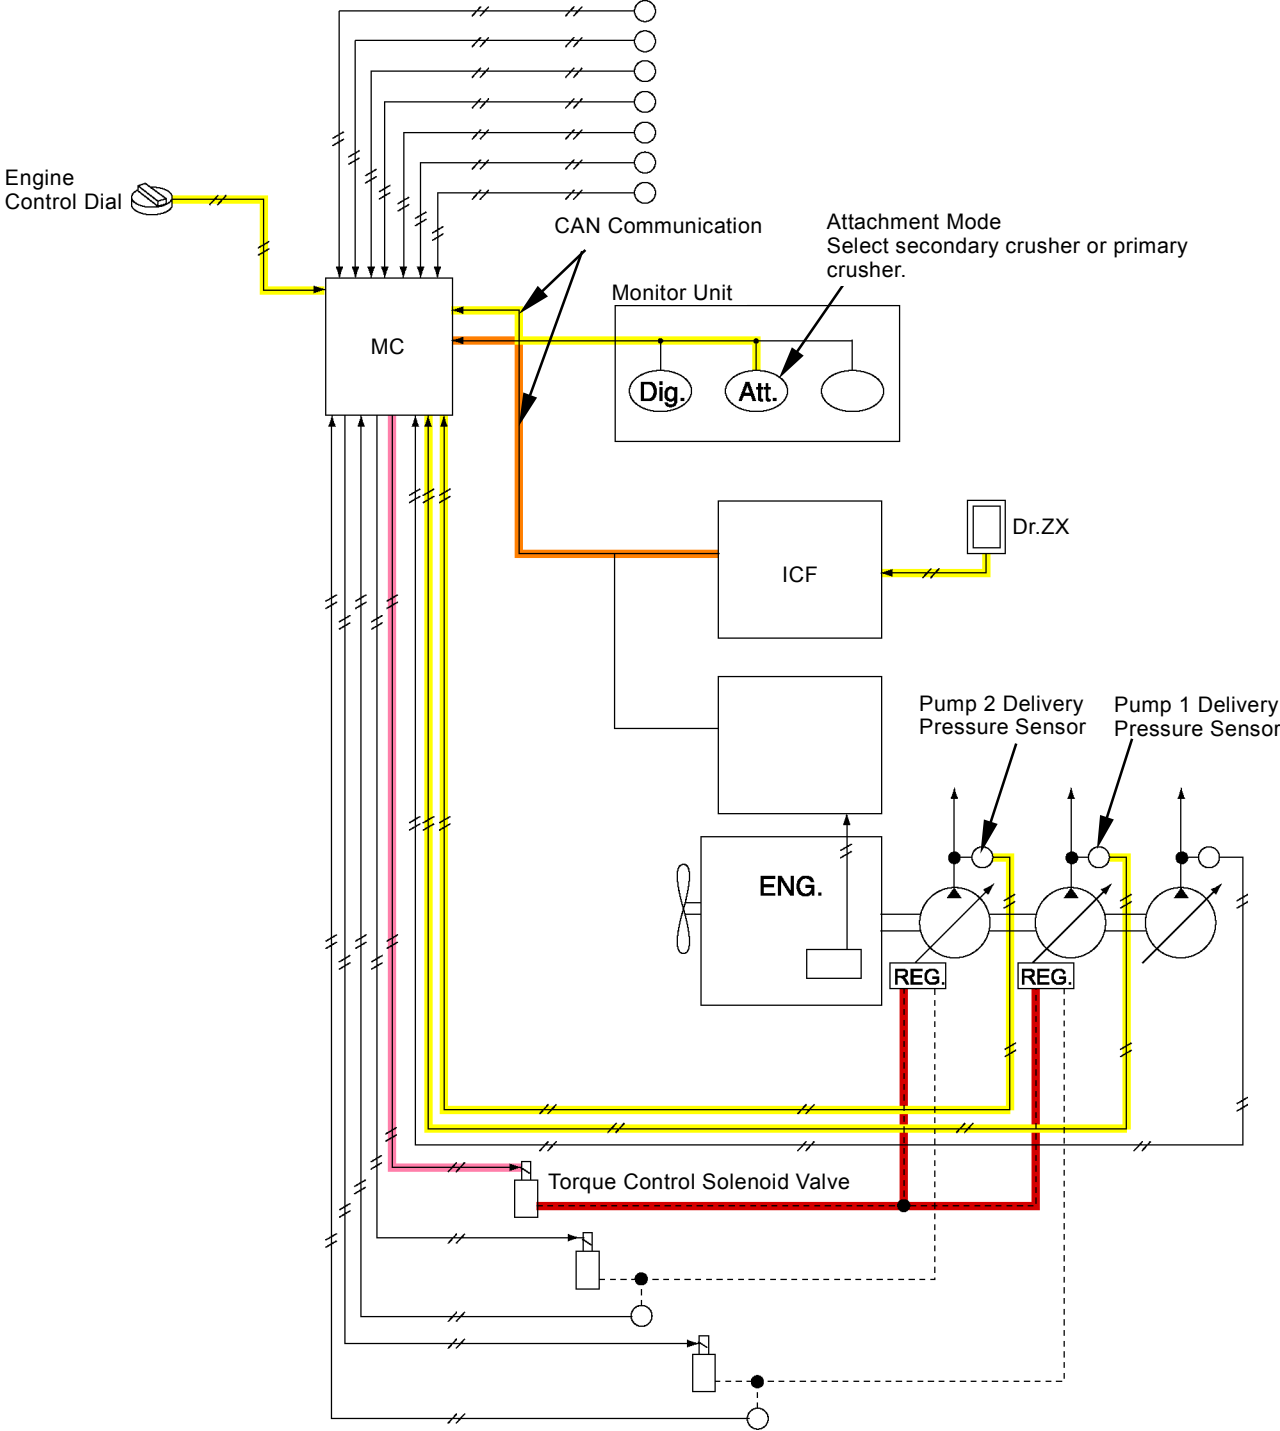 Engine
Control Dial
CAN Communication
Attachment Mode
Select secondary crusher or primary
crusher.
Monitor Unit
MC
Dig.
Att.
Dr.ZX
ICF
Pump 2 Delivery
Pressure Sensor
Pump 1 Delivery
Pressure Sensor
ENG.
REG.
REG.
Torque Control Solenoid Valve